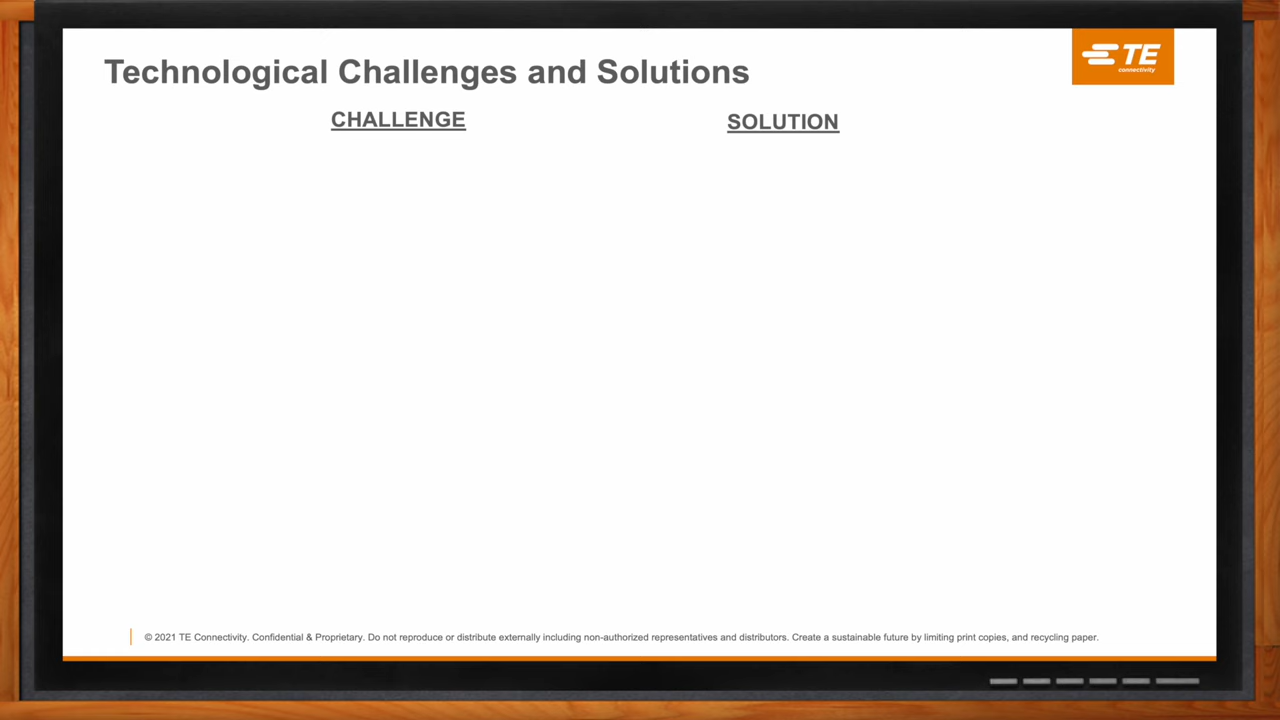 Technological Challenges and Solutions
TE
connectivity
CHALLENGE
SOLUTION
© 2021 TE Connectivity. Confidential & Proprietary. Do not reproduce or distribute externally including non-authorized representatives and distributors. Create a sustainable future by limiting print copies, and recycling paper.